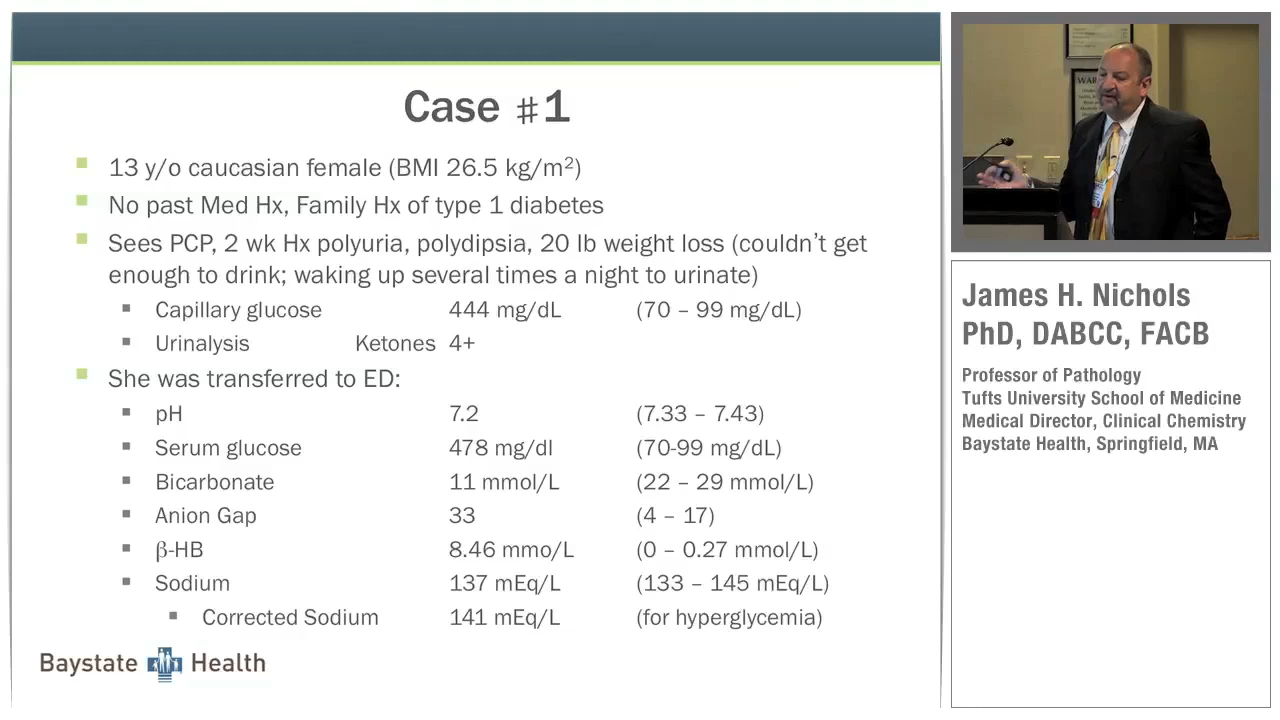 Case #1
13 y/o caucasian female (BMI 26.5 kg/m²)
No past Med Hx, Family Hx of type 1 diabetes
Sees PCP, 2 wk Hx polyuria, polydipsia, 20 lb weight loss (couldn’t get
enough to drink; waking up several times a night to urinate)
Capillary glucose 444 mg/dL (70 – 99 mg/dL)
Urinalysis Ketones 4+
She was transferred to ED:
pH 7.2 (7.33 – 7.43)
Serum glucose 478 mg/dl (70-99 mg/dL)
Bicarbonate 11 mmol/L (22 – 29 mmol/L)
Anion Gap 33 (4 – 17)
β-HB 8.46 mmo/L (0 – 0.27 mmol/L)
Sodium 137 mEq/L (133 – 145 mEq/L)
Corrected Sodium 141 mEq/L (for hyperglycemia)
Baystate Health
WAR
James H. Nichols
PhD, DABCC, FACB
Professor of Pathology
Tufts University School of Medicine
Medical Director, Clinical Chemistry
Baystate Health, Springfield, MA